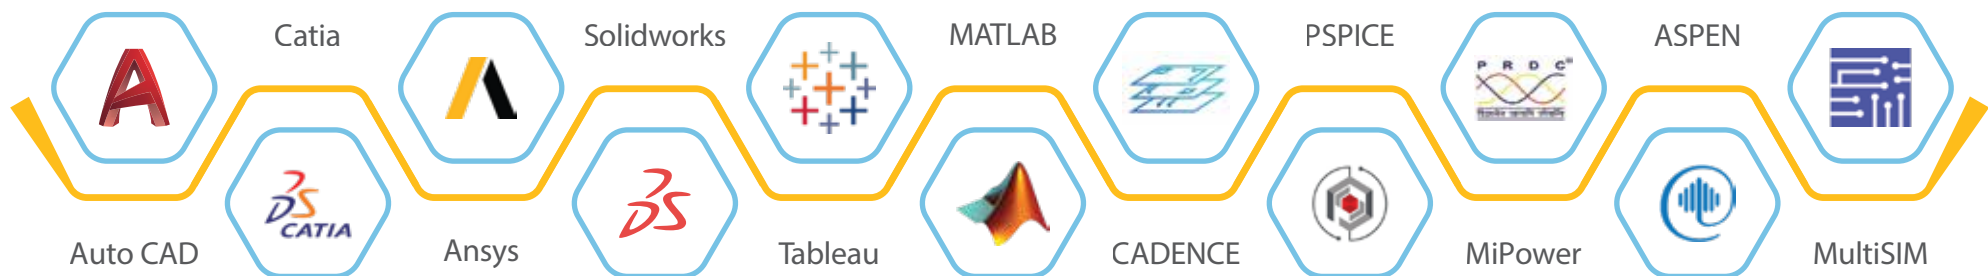 Catia
Solidworks
MATLAB
PSPICE
ASPEN
P R D C
CATIA
Auto CAD
Ansys
Tableau
CADENCE
MiPower
MultiSIM